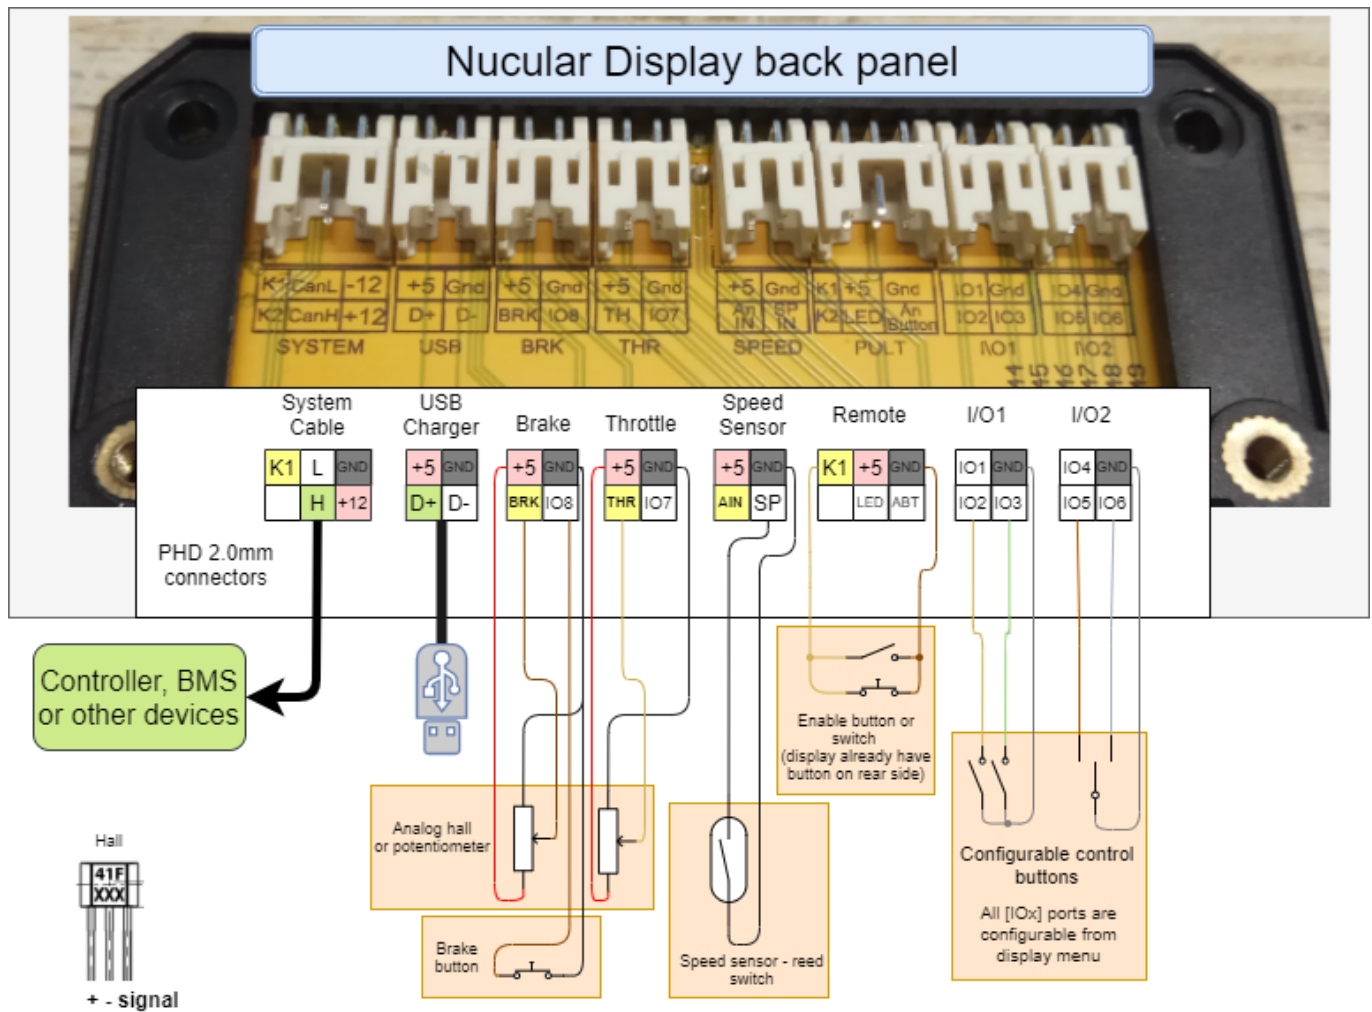 Nucular Display back panel
K1 CanL -12
K2 CanH +12
SYSTEM
+5 Gnd
D+ D-
USB
+5 Gnd
BRK IO8
BRK
+5 Gnd
TH IO7
THR
+5 Gnd
An IN SP IN
SPEED
K1 +5 Gnd
K2 LED An Button
PULT
IO1 Gnd
IO2 IO3
I\O1
IO4 Gnd
IO5 IO6
I\O2
System
Cable
USB
Charger
Brake
Throttle
Speed
Sensor
Remote
I/O1
I/O2
K1 L GND
H +12
+5 GND
D+ D-
+5 GND
BRK IO8
+5 GND
THR IO7
+5 GND
AIN SP
K1 +5 GND
LED ABT
IO1 GND
IO2 IO3
IO4 GND
IO5 IO6
PHD 2.0mm
connectors
Controller, BMS
or other devices
Enable button or
switch
(display already have
button on rear side)
Analog hall
or potentiometer
Configurable control
buttons
All [IOx] ports are
configurable from
display menu
Brake
button
Speed sensor - reed
switch
Hall
41F
XXX
+ - signal